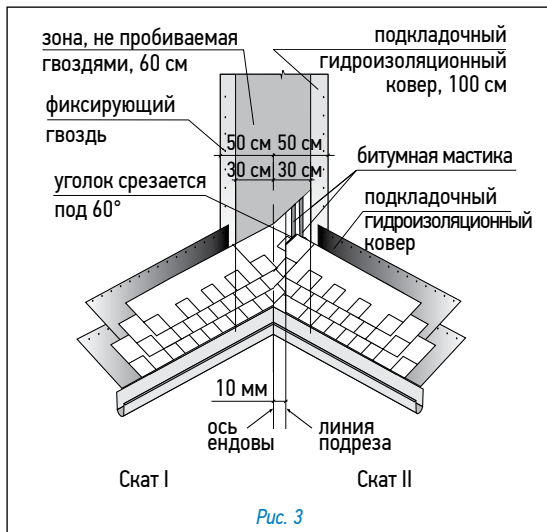 зона, не пробиваемая
гвоздями, 60 см
подкладочный
гидроизоляционный
ковер, 100 см
фиксирующий
гвоздь
50 см 50 см
30 см 30 см
битумная мастика
уголок срезается
под 60°
подкладочный
гидроизоляционный
ковер
10 мм
ось
ендовы
линия
подреза
Скат I
Скат II
Рис. 3